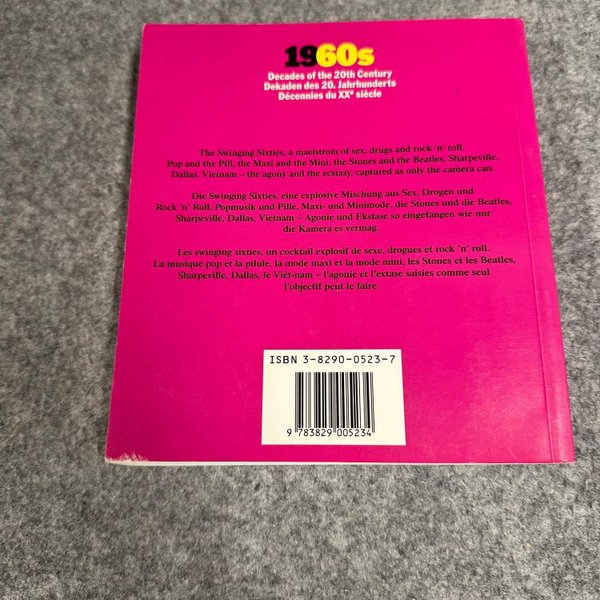 1960s
Decades of the 20th Century
Dekaden des 20. Jahrhunderts
Décennies du XXe siècle
The Swinging Sixties, a maelstrom of sex, drugs and rock 'n' roll.
Pop and the Pill, the Maxi and the Mini, the Stones and the Beatles, Sharpeville,
Dallas, Vietnam – the agony and the ecstasy, captured as only the camera can.
Die Swinging Sixties, eine explosive Mischung aus Sex, Drogen und
Rock 'n' Roll. Popmusik und Pille, Maxi- und Minimode, die Stones und die Beatles,
Sharpeville, Dallas, Vietnam – Agonie und Ekstase so eingefangen wie nur
die Kamera es vermag.
Les swinging sixties, un cocktail explosif de sexe, drogues et rock 'n' roll.
La musique pop et la pilule, la mode maxi et la mode mini, les Stones et les Beatles,
Sharpeville, Dallas, le Viêt-nam – l'agonie et l'extase saisies comme seul
l'objectif peut le faire.
ISBN 3-8290-0523-7
9 783829 005234